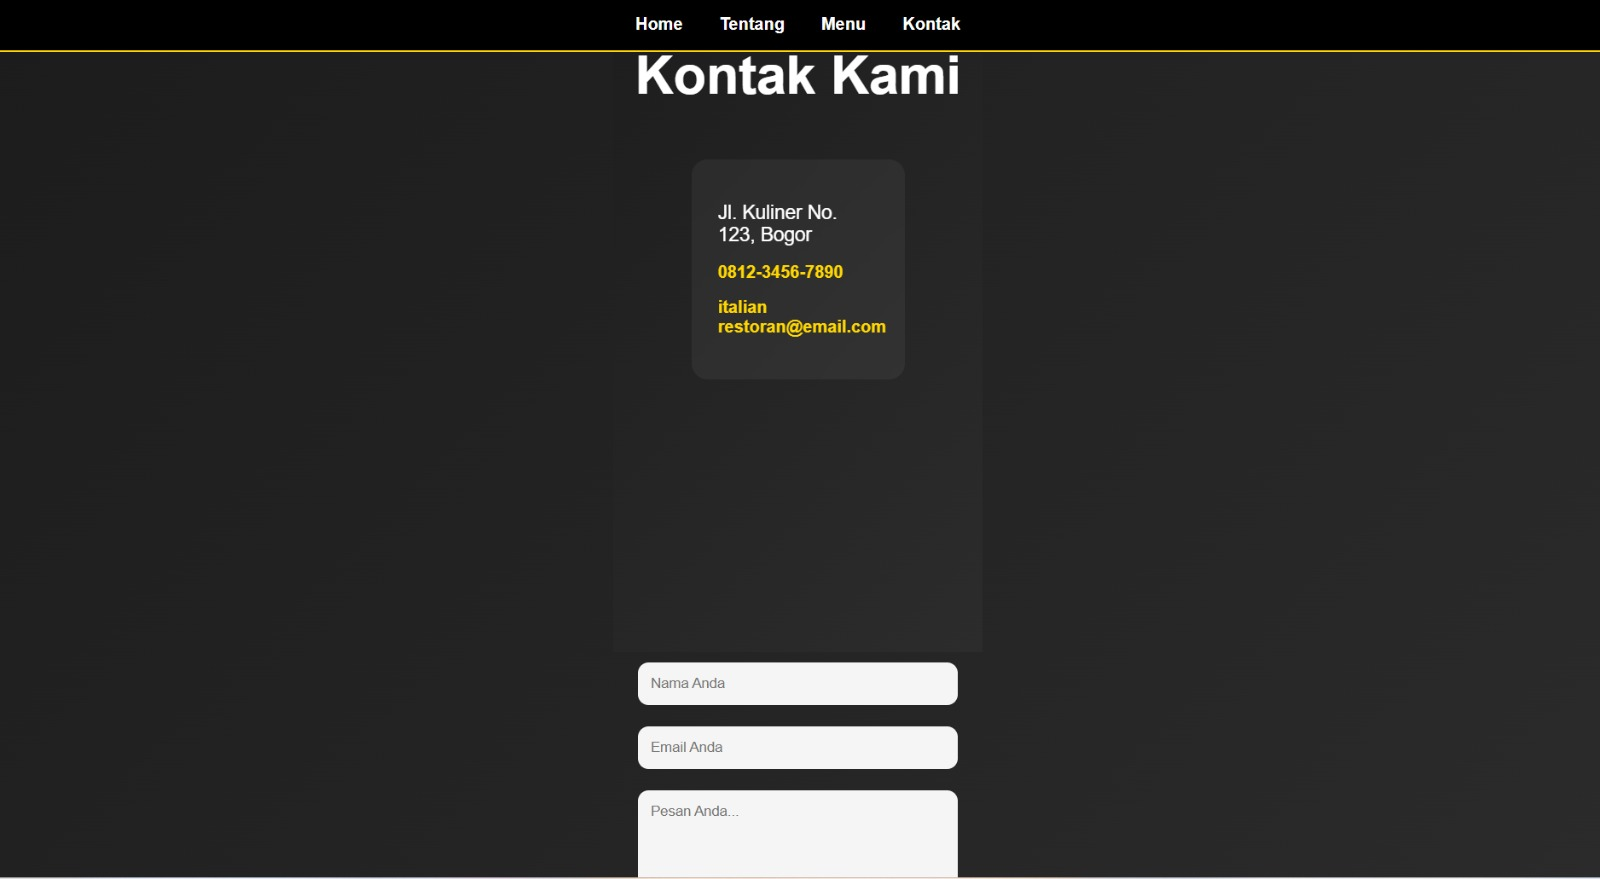 Home Tentang Menu Kontak
Kontak Kami
Jl. Kuliner No.
123, Bogor
0812-3456-7890
italian
restoran@email.com
Nama Anda
Email Anda
Pesan Anda...